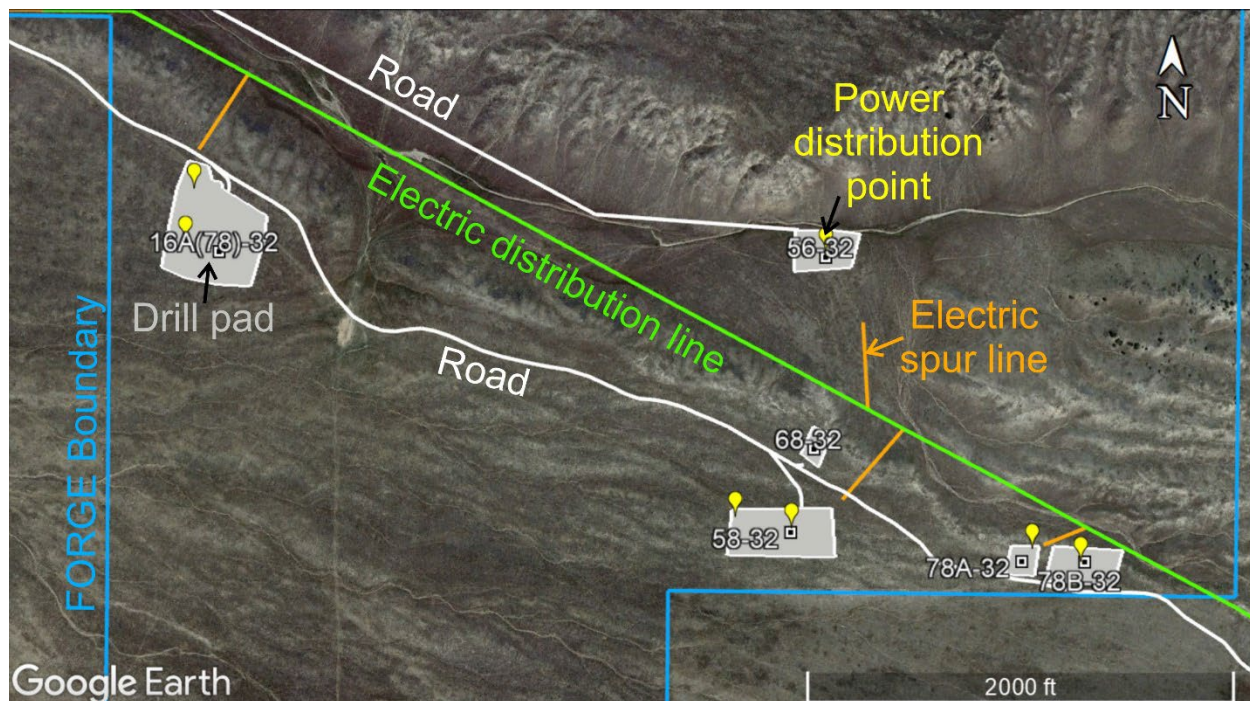 Road
Power
distribution
point
N
Electric distribution line
56-32
16A(78)-32
Drill pad
Electric
spur line
FORGE Boundary
Road
68-32
58-32
78A-32
78B-32
Google Earth
2000 ft